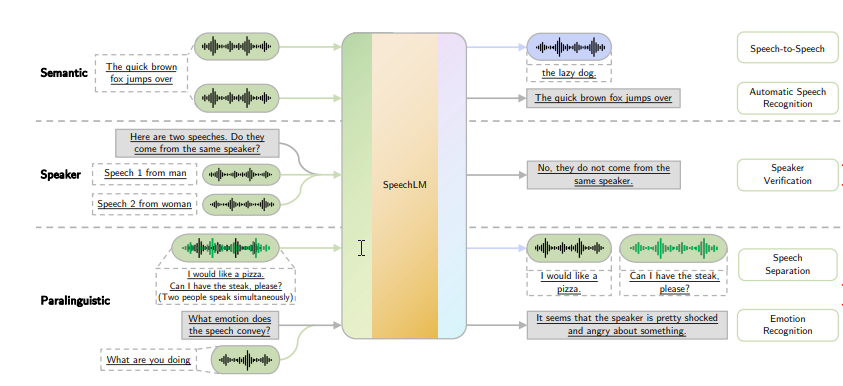 Semantic
The quick brown
fox jumps over
the lazy dog.
The quick brown fox jumps over
Speech-to-Speech
Automatic Speech
Recognition
Here are two speeches. Do they
come from the same speaker?
Speaker
Speech 1 from man
Speech 2 from woman
SpeechLM
No, they do not come from the
same speaker.
Speaker
Verification
Paralinguistic
I would like a pizza.
Can I have the steak, please?
(Two people speak simultaneously)
I would like a
pizza.
Can I have the steak,
please?
Speech
Separation
What emotion does
the speech convey?
What are you doing
It seems that the speaker is pretty shocked
and angry about something.
Emotion
Recognition